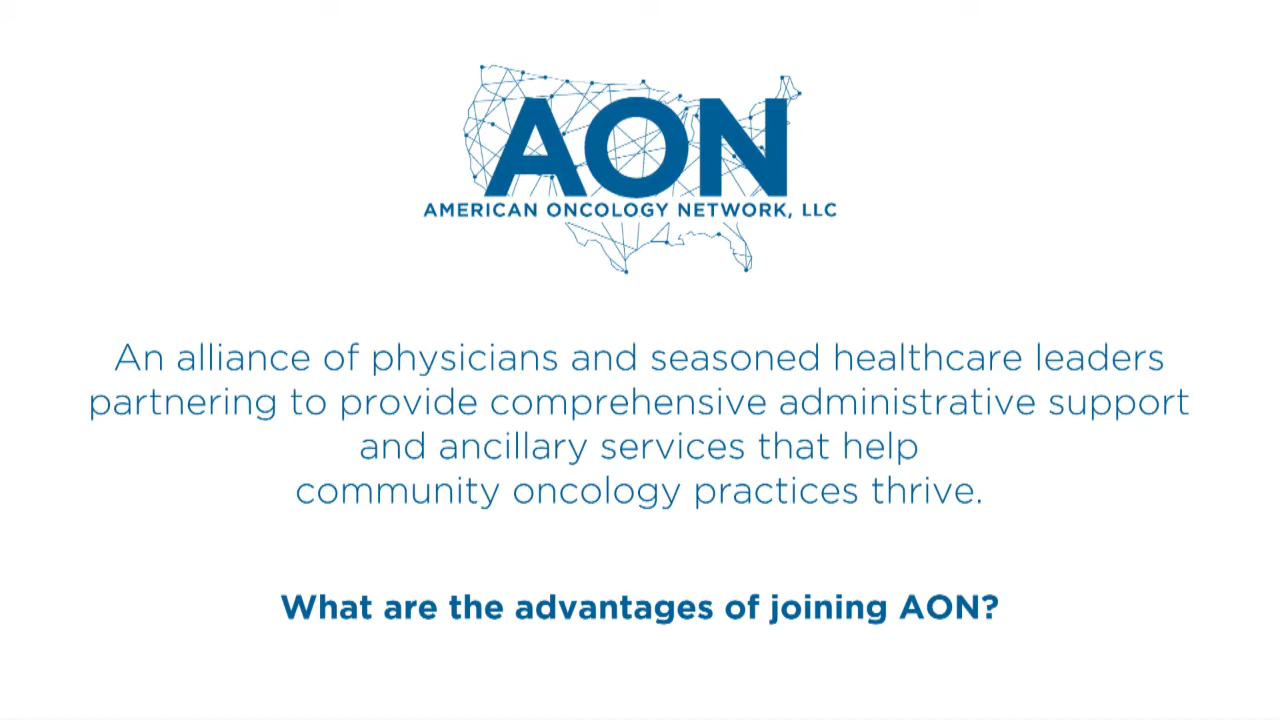 AON
AMERICAN ONCOLOGY NETWORK, LLC
An alliance of physicians and seasoned healthcare leaders
partnering to provide comprehensive administrative support
and ancillary services that help
community oncology practices thrive.
What are the advantages of joining AON?